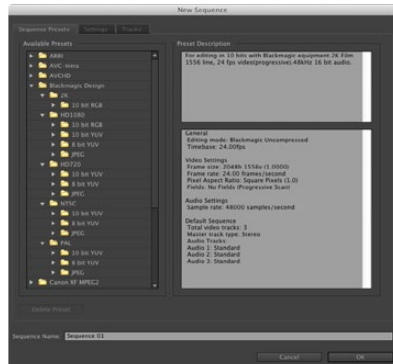 New Sequence
Sequence Presets Settings Tracks
Available Presets
ARRI
AVC-Intra
AVCHD
Blackmagic Design
2K
10 bit RGB
HD1080
10 bit RGB
10 bit YUV
8 bit YUV
JPEG
HD720
10 bit YUV
8 bit YUV
JPEG
NTSC
10 bit YUV
8 bit YUV
JPEG
PAL
10 bit YUV
8 bit YUV
JPEG
Canon XF MPEG2
Delete Preset
Preset Description
For editing in 10 bits with Blackmagic equipment.2K Film
1556 line, 24 fps video(progressive).48kHz 16 bit audio.
General
Editing mode: Blackmagic Uncompressed
Timebase: 24.00fps
Video Settings
Frame size: 2048h 1556v (1.0000)
Frame rate: 24.00 frames/second
Pixel Aspect Ratio: Square Pixels (1.0)
Fields: No Fields (Progressive Scan)
Audio Settings
Sample rate: 48000 samples/second
Default Sequence
Total video tracks: 3
Master track type: Stereo
Audio Tracks:
Audio 1: Standard
Audio 2: Standard
Audio 3: Standard
Sequence Name: Sequence 01
Cancel OK